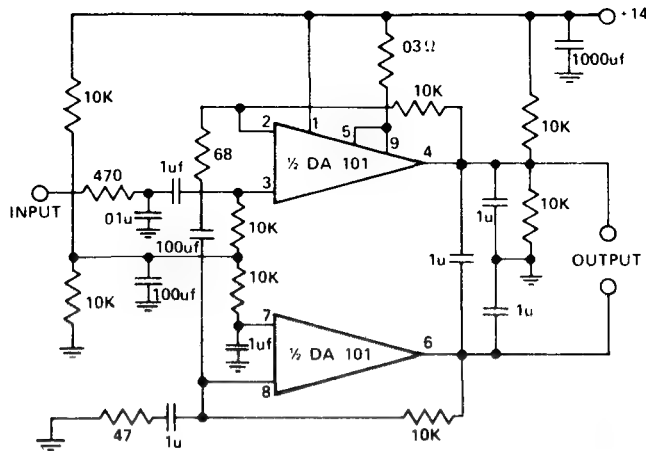 +14
03Ω
1000uf
10K
10K
10K
1
5
9
2
68
4
½ DA 101
470
1uf
3
INPUT
01u
10K
1u
10K
100uf
10K
1u
OUTPUT
10K
100uf
1u
7
6
1uf
½ DA 101
8
47
1u
10K